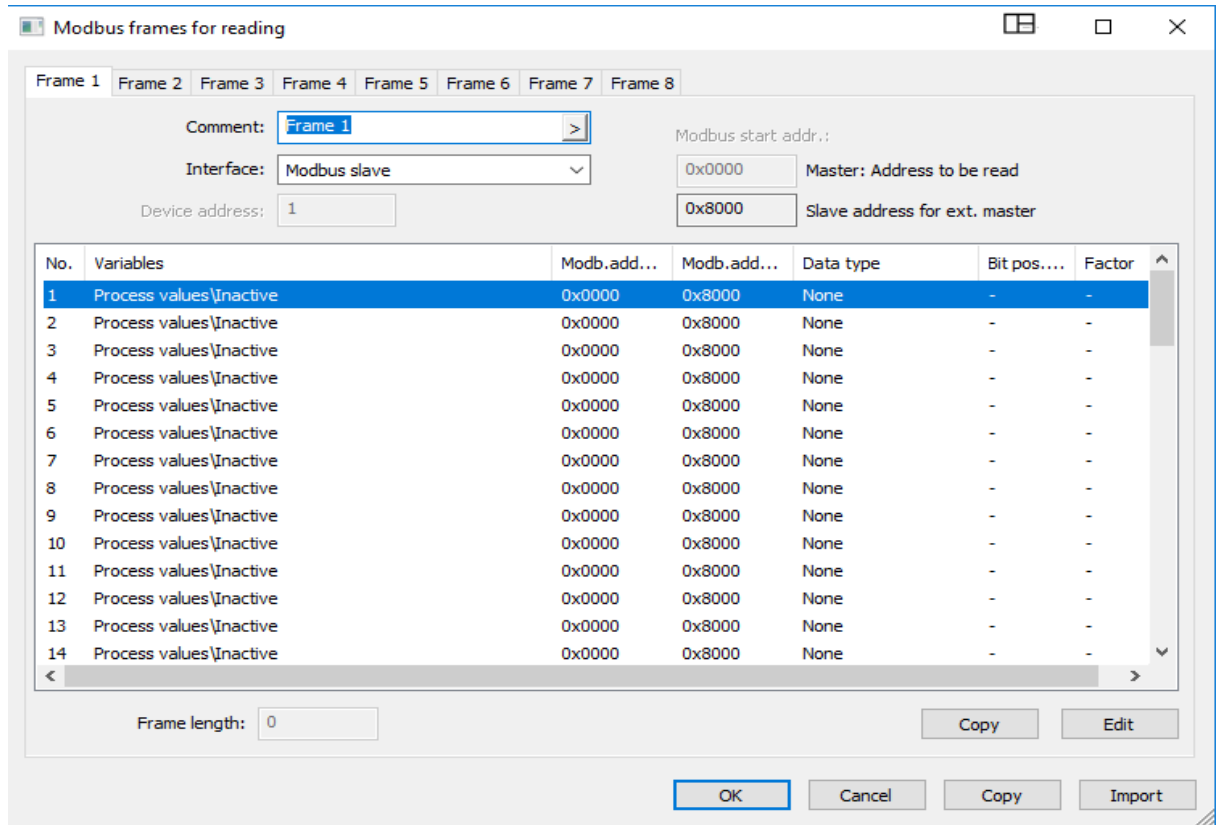 Modbus frames for reading
Frame 1 Frame 2 Frame 3 Frame 4 Frame 5 Frame 6 Frame 7 Frame 8
Comment: Frame 1 >
Modbus start addr.:
Interface: Modbus slave
0x0000 Master: Address to be read
Device address: 1
0x8000 Slave address for ext. master
No. Variables Modb.add... Modb.add... Data type Bit pos.... Factor
1 Process values\Inactive 0x0000 0x8000 None - -
2 Process values\Inactive 0x0000 0x8000 None - -
3 Process values\Inactive 0x0000 0x8000 None - -
4 Process values\Inactive 0x0000 0x8000 None - -
5 Process values\Inactive 0x0000 0x8000 None - -
6 Process values\Inactive 0x0000 0x8000 None - -
7 Process values\Inactive 0x0000 0x8000 None - -
8 Process values\Inactive 0x0000 0x8000 None - -
9 Process values\Inactive 0x0000 0x8000 None - -
10 Process values\Inactive 0x0000 0x8000 None - -
11 Process values\Inactive 0x0000 0x8000 None - -
12 Process values\Inactive 0x0000 0x8000 None - -
13 Process values\Inactive 0x0000 0x8000 None - -
14 Process values\Inactive 0x0000 0x8000 None - -
Frame length: 0
Copy Edit
OK Cancel Copy Import